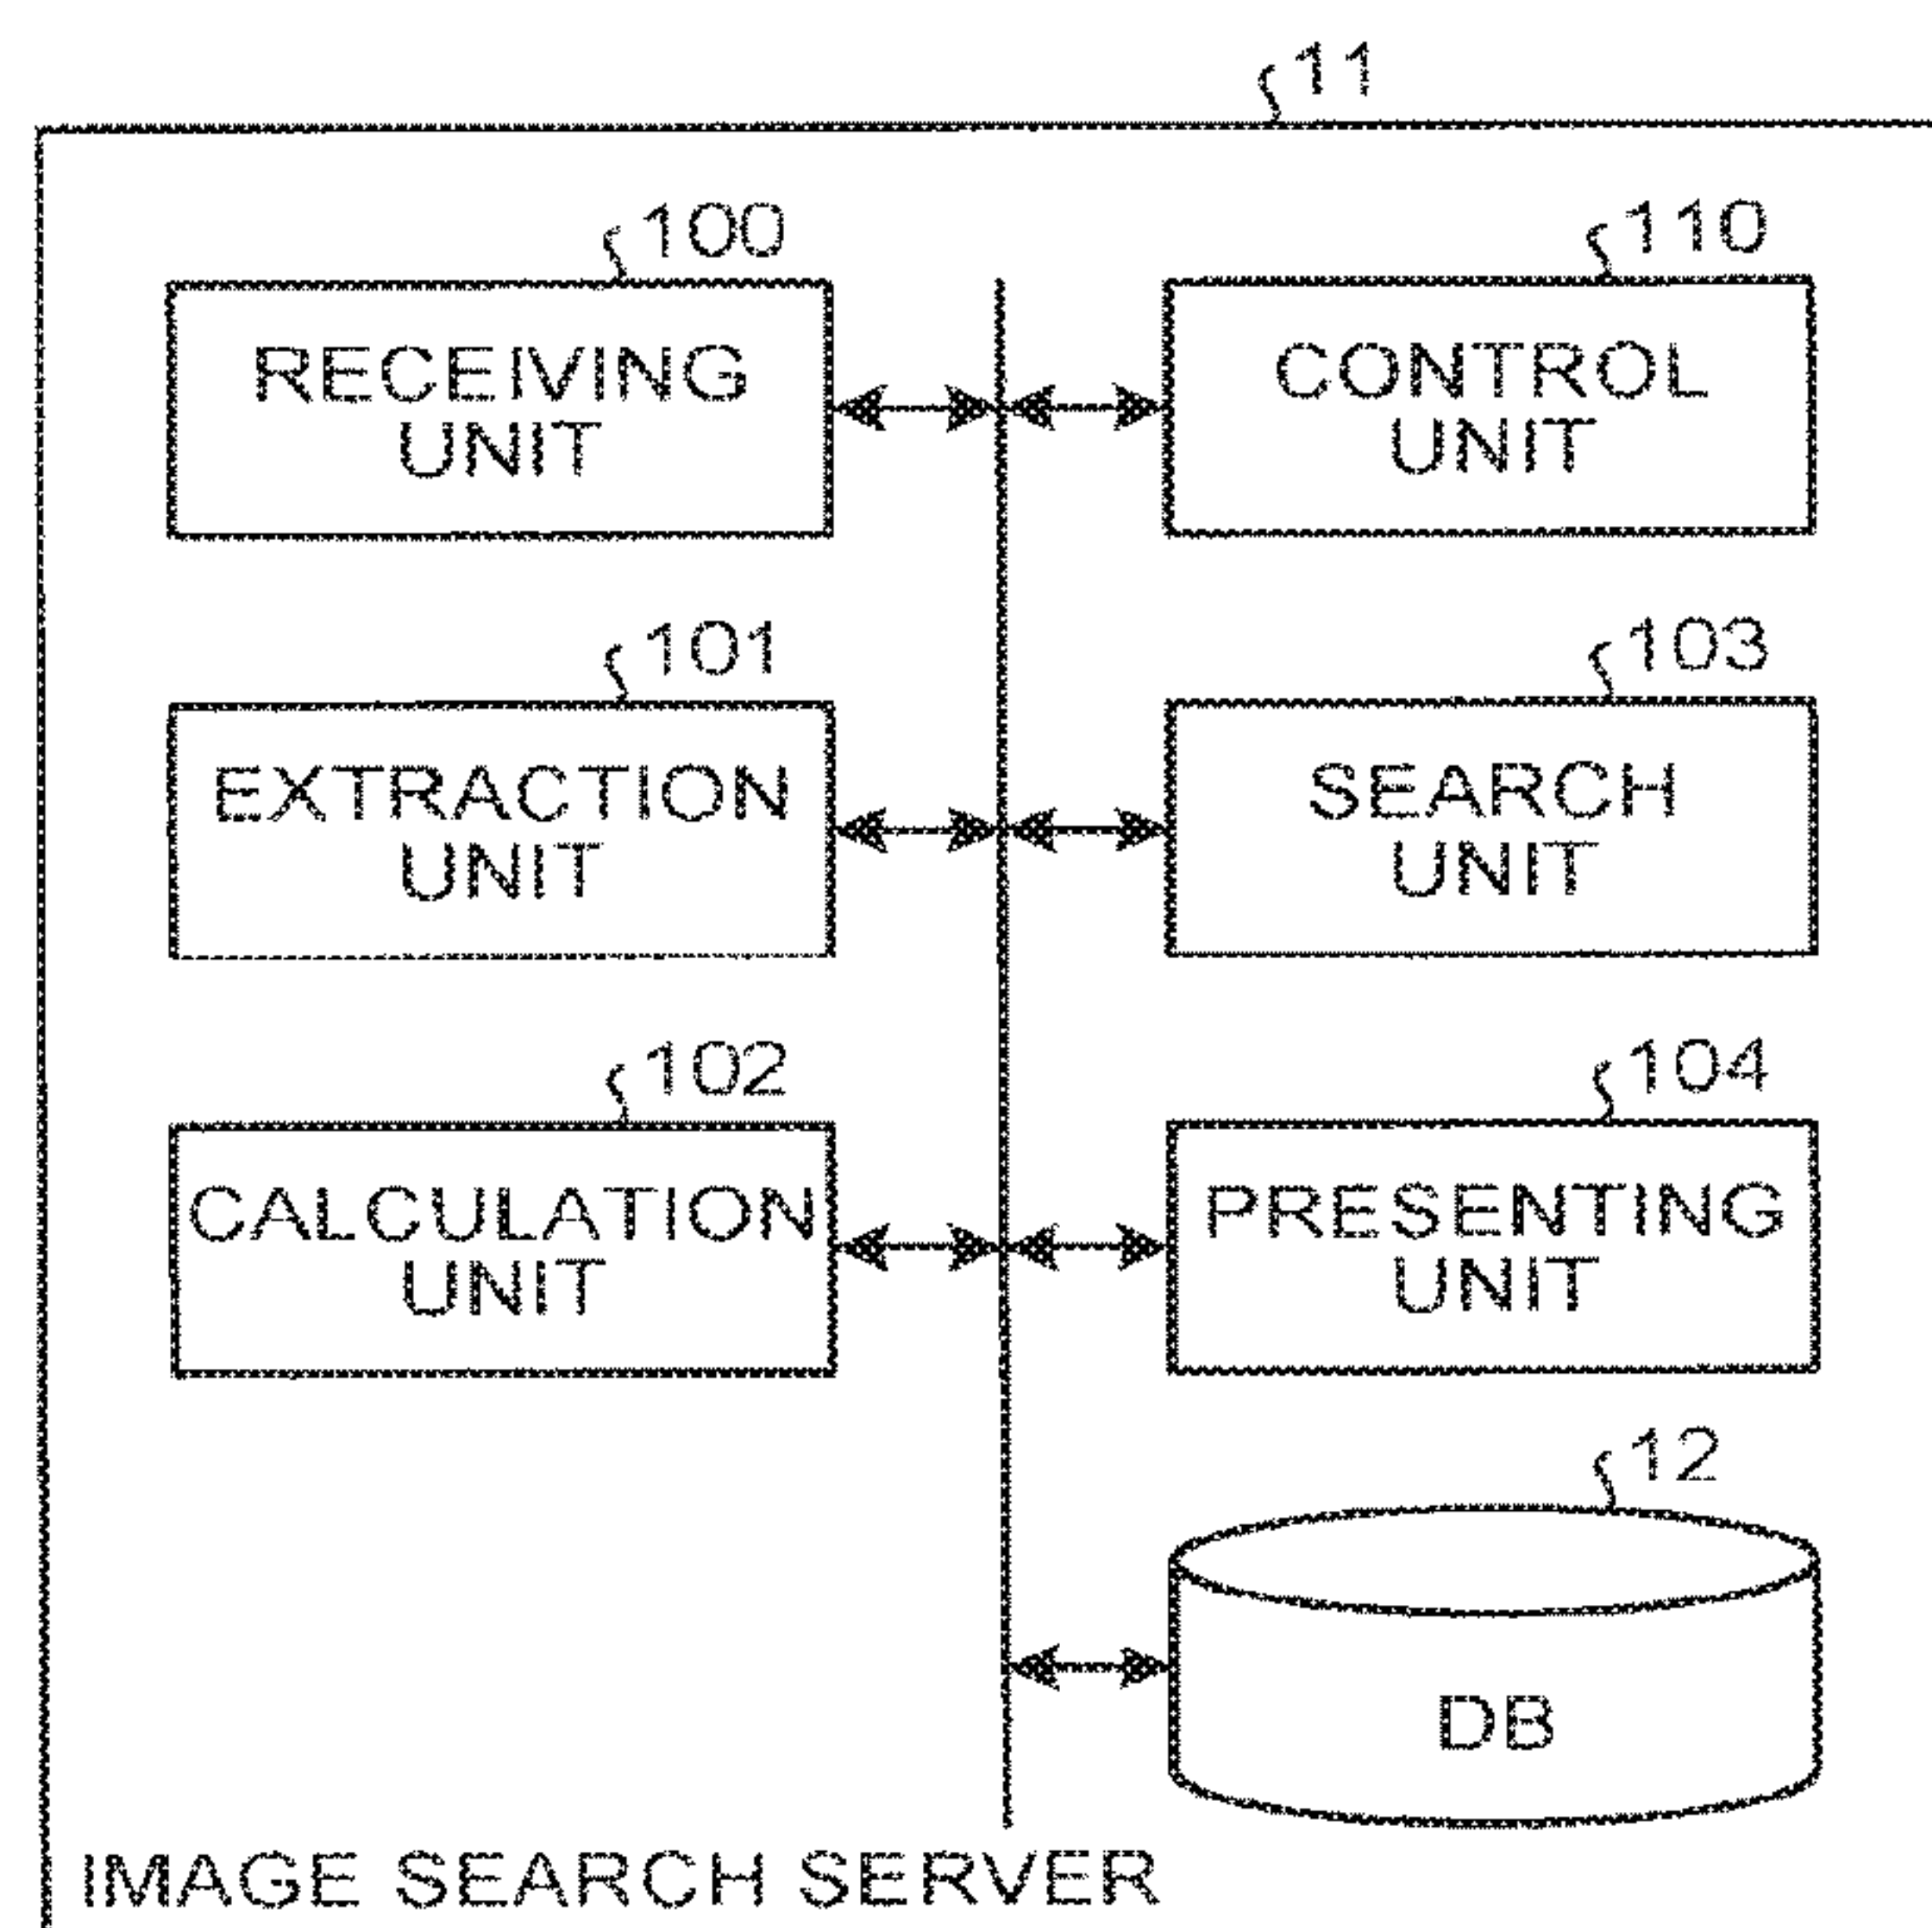 11
100
RECEIVING
UNIT
110
CONTROL
UNIT
101
EXTRACTION
UNIT
103
SEARCH
UNIT
102
CALCULATION
UNIT
104
PRESENTING
UNIT
12
DB
IMAGE SEARCH SERVER